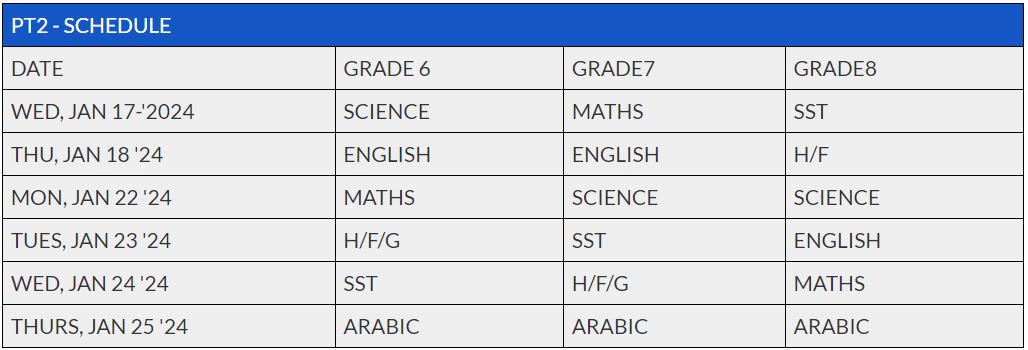 PT2 - SCHEDULE
DATE GRADE 6 GRADE7 GRADE8
WED, JAN 17-'2024 SCIENCE MATHS SST
THU, JAN 18 '24 ENGLISH ENGLISH H/F
MON, JAN 22 '24 MATHS SCIENCE SCIENCE
TUES, JAN 23 '24 H/F/G SST ENGLISH
WED, JAN 24 '24 SST H/F/G MATHS
THURS, JAN 25 '24 ARABIC ARABIC ARABIC